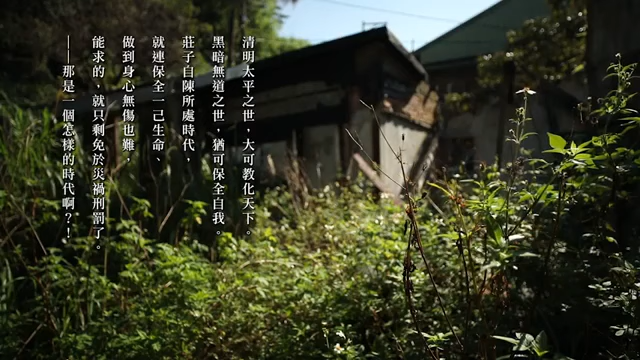 清明太平之世，大可教化天下。
黑暗無道之世，猶可保全自我。
莊子自陳所處時代，
就連保全一己生命、
做到身心無傷也難，
能求的，就只剩免於災禍刑罰了。
——那是一個怎樣的時代啊？！